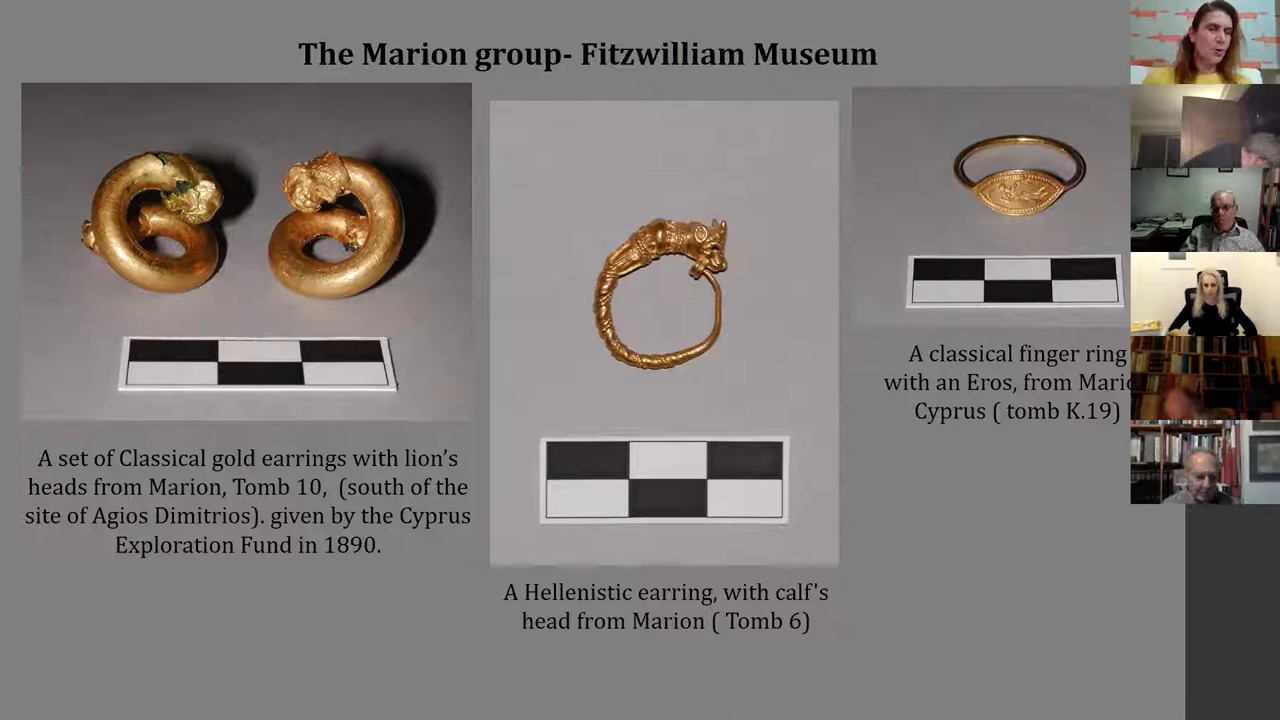 The Marion group- Fitzwilliam Museum
A set of Classical gold earrings with lion's
heads from Marion, Tomb 10, (south of the
site of Agios Dimitrios). given by the Cyprus
Exploration Fund in 1890.
A Hellenistic earring, with calf's
head from Marion ( Tomb 6)
A classical finger ring
with an Eros, from
Cyprus ( tomb K.19)